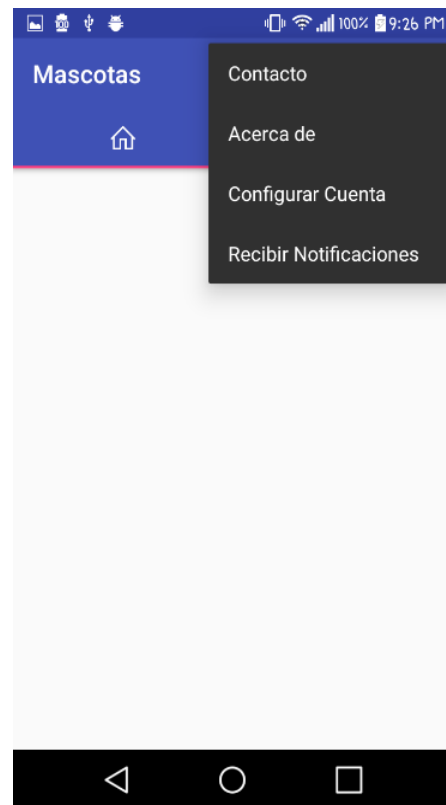 100% 9:26 PM
Mascotas
Contacto
Acerca de
Configurar Cuenta
Recibir Notificaciones